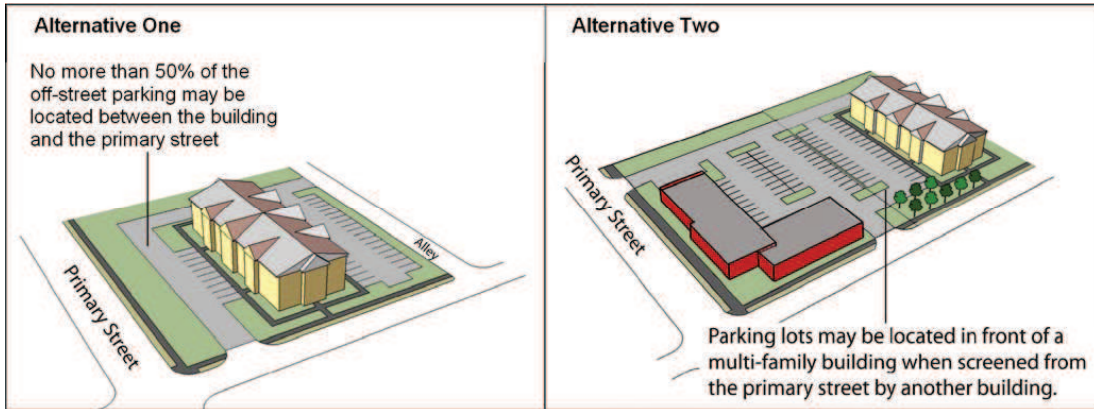 Alternative One
No more than 50% of the
off-street parking may be
located between the building
and the primary street
Alley
Primary Street
Alternative Two
Primary Street
Parking lots may be located in front of a
multi-family building when screened from
the primary street by another building.